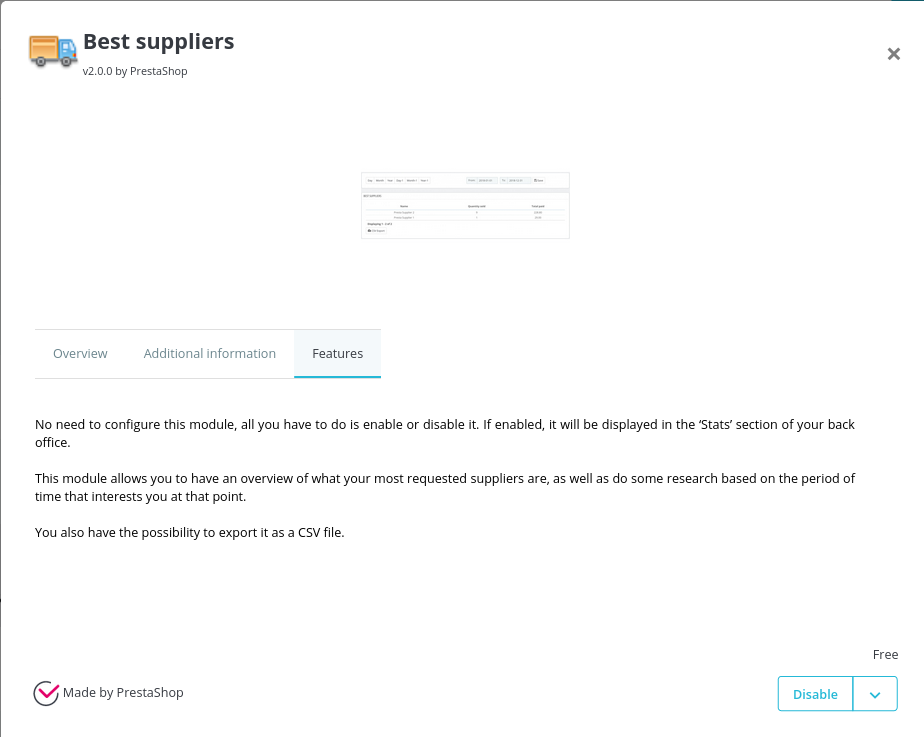 Best suppliers
v2.0.0 by PrestaShop
Overview
Additional information
Features
No need to configure this module, all you have to do is enable or disable it. If enabled, it will be displayed in the ‘Stats’ section of your back
office.
This module allows you to have an overview of what your most requested suppliers are, as well as do some research based on the period of
time that interests you at that point.
You also have the possibility to export it as a CSV file.
Free
Made by PrestaShop
Disable